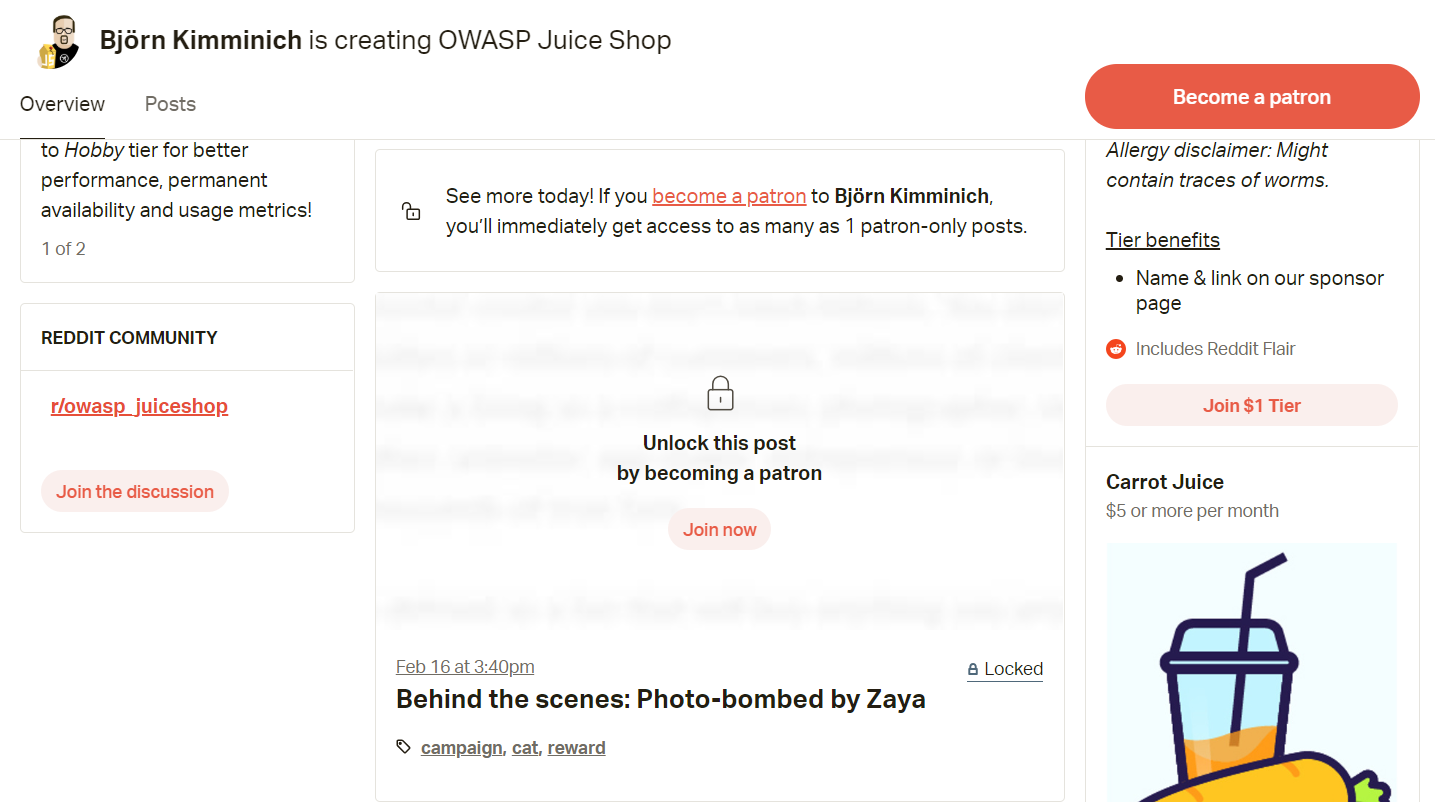 Björn Kimminich is creating OWASP Juice Shop
Overview
Posts
Become a patron
to Hobby tier for better
performance, permanent
availability and usage metrics!
1 of 2
REDDIT COMMUNITY
r/owasp_juiceshop
Join the discussion
See more today! If you become a patron to Björn Kimminich,
you’ll immediately get access to as many as 1 patron-only posts.
Unlock this post
by becoming a patron
Join now
Feb 16 at 3:40pm
Locked
Behind the scenes: Photo-bombed by Zaya
campaign, cat, reward
Allergy disclaimer: Might
contain traces of worms.
Tier benefits
Name & link on our sponsor
page
Includes Reddit Flair
Join $1 Tier
Carrot Juice
$5 or more per month